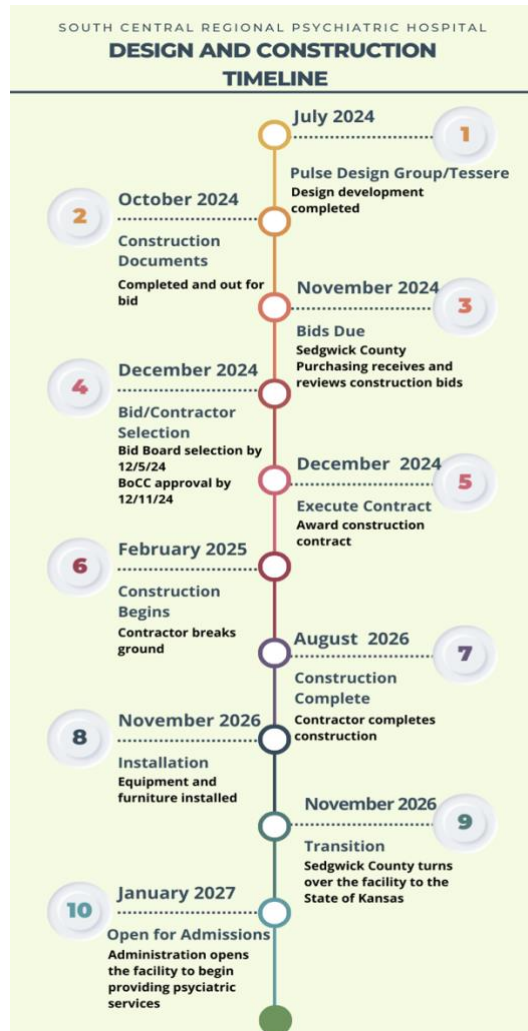 SOUTH CENTRAL REGIONAL PSYCHIATRIC HOSPITAL
DESIGN AND CONSTRUCTION
TIMELINE
July 2024
1
Pulse Design Group/Tessere
Design development
completed
2
October 2024
Construction
Documents
Completed and out for
bid
November 2024
3
Bids Due
Sedgwick County
Purchasing receives and
reviews construction bids
4
December 2024
Bid/Contractor
Selection
Bid Board selection by
12/5/24
BoCC approval by
12/11/24
December 2024
5
Execute Contract
Award construction
contract
6
February 2025
Construction
Begins
Contractor breaks
ground
August 2026
7
Construction
Complete
Contractor completes
construction
8
November 2026
Installation
Equipment and
furniture installed
November 2026
9
Transition
Sedgwick County turns
over the facility to the
State of Kansas
10
January 2027
Open for Admissions
Administration opens
the facility to begin
providing psyciatric
services